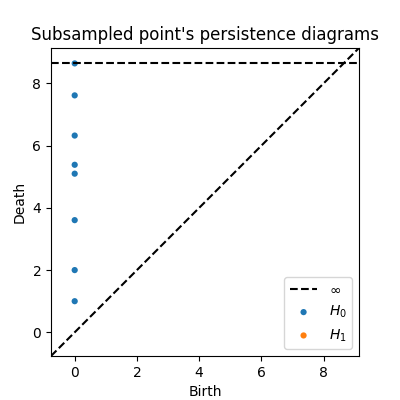 Subsampled point's persistence diagrams
8
6
4
2
0
Death
0 2 4 6 8
Birth
∞
H₀
H₁